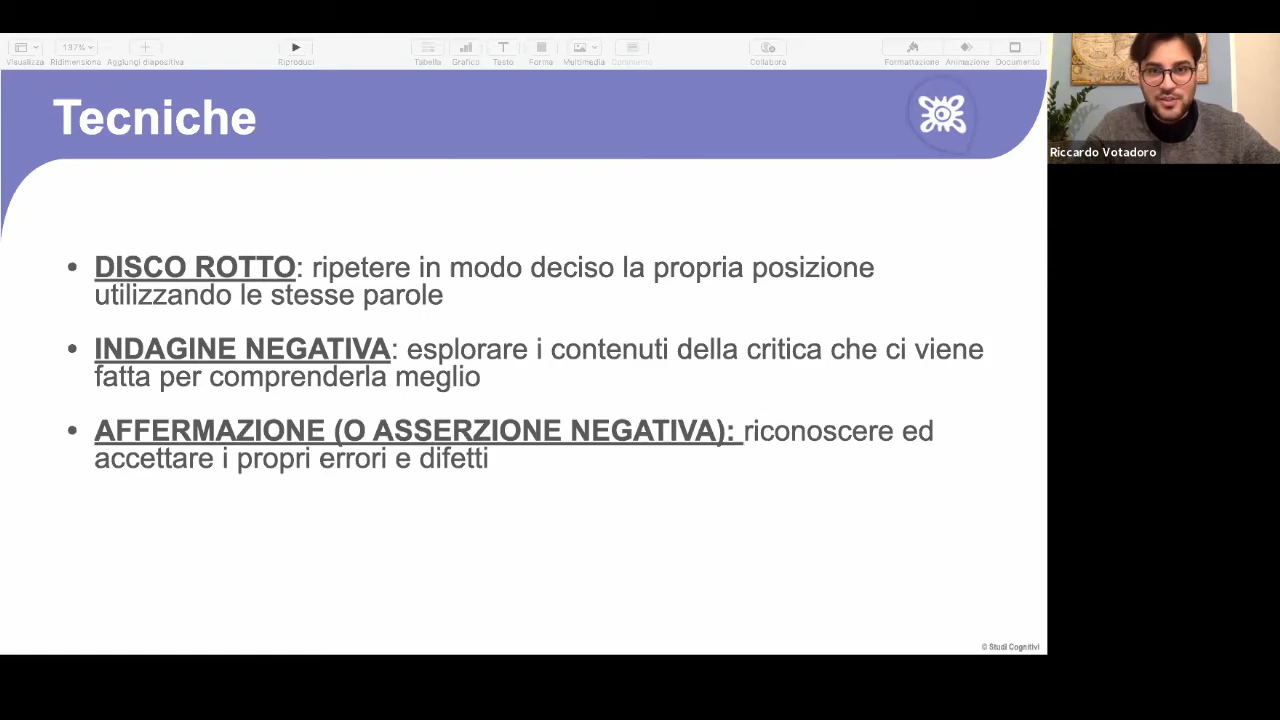 137%
Visualizza Ridimensiona Aggiungi diapositiva Riproduci Tabella Grafico Testo Forma Multimedia Commento Collabora Formattazione Animazione Documento
Tecniche
Riccardo Votadoro
• DISCO ROTTO: ripetere in modo deciso la propria posizione
utilizzando le stesse parole
• INDAGINE NEGATIVA: esplorare i contenuti della critica che ci viene
fatta per comprenderla meglio
• AFFERMAZIONE (O ASSERZIONE NEGATIVA): riconoscere ed
accettare i propri errori e difetti
© Studi Cognitivi